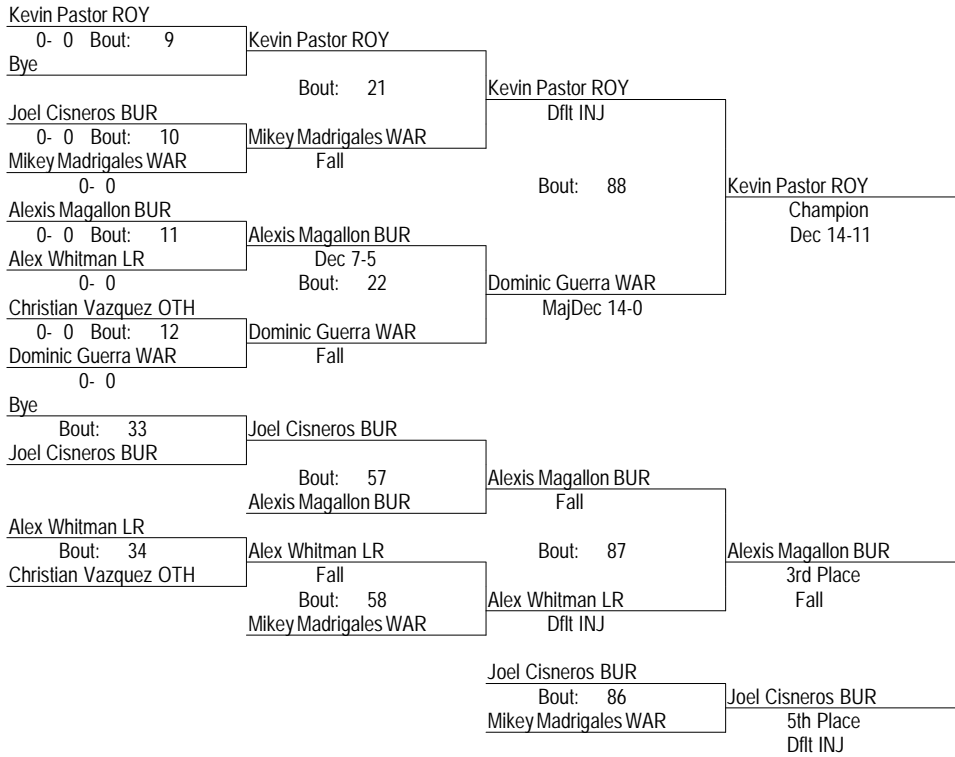 Kevin Pastor ROY
0- 0 Bout: 9
Kevin Pastor ROY
Bye
Bout: 21
Kevin Pastor ROY
Joel Cisneros BUR
Dflt INJ
0- 0 Bout: 10
Mikey Madrigales WAR
Mikey Madrigales WAR
Fall
0- 0
Bout: 88
Kevin Pastor ROY
Alexis Magallon BUR
Champion
0- 0 Bout: 11
Alexis Magallon BUR
Dec 14-11
Alex Whitman LR
Dec 7-5
0- 0
Bout: 22
Dominic Guerra WAR
Christian Vazquez OTH
MajDec 14-0
0- 0 Bout: 12
Dominic Guerra WAR
Dominic Guerra WAR
Fall
0- 0
Bye
Bout: 33
Joel Cisneros BUR
Joel Cisneros BUR
Bout: 57
Alexis Magallon BUR
Alexis Magallon BUR
Fall
Alex Whitman LR
Bout: 34
Alex Whitman LR
Bout: 87
Alexis Magallon BUR
Christian Vazquez OTH
Fall
3rd Place
Bout: 58
Alex Whitman LR
Fall
Mikey Madrigales WAR
Dflt INJ
Joel Cisneros BUR
Bout: 86
Joel Cisneros BUR
Mikey Madrigales WAR
5th Place
Dflt INJ